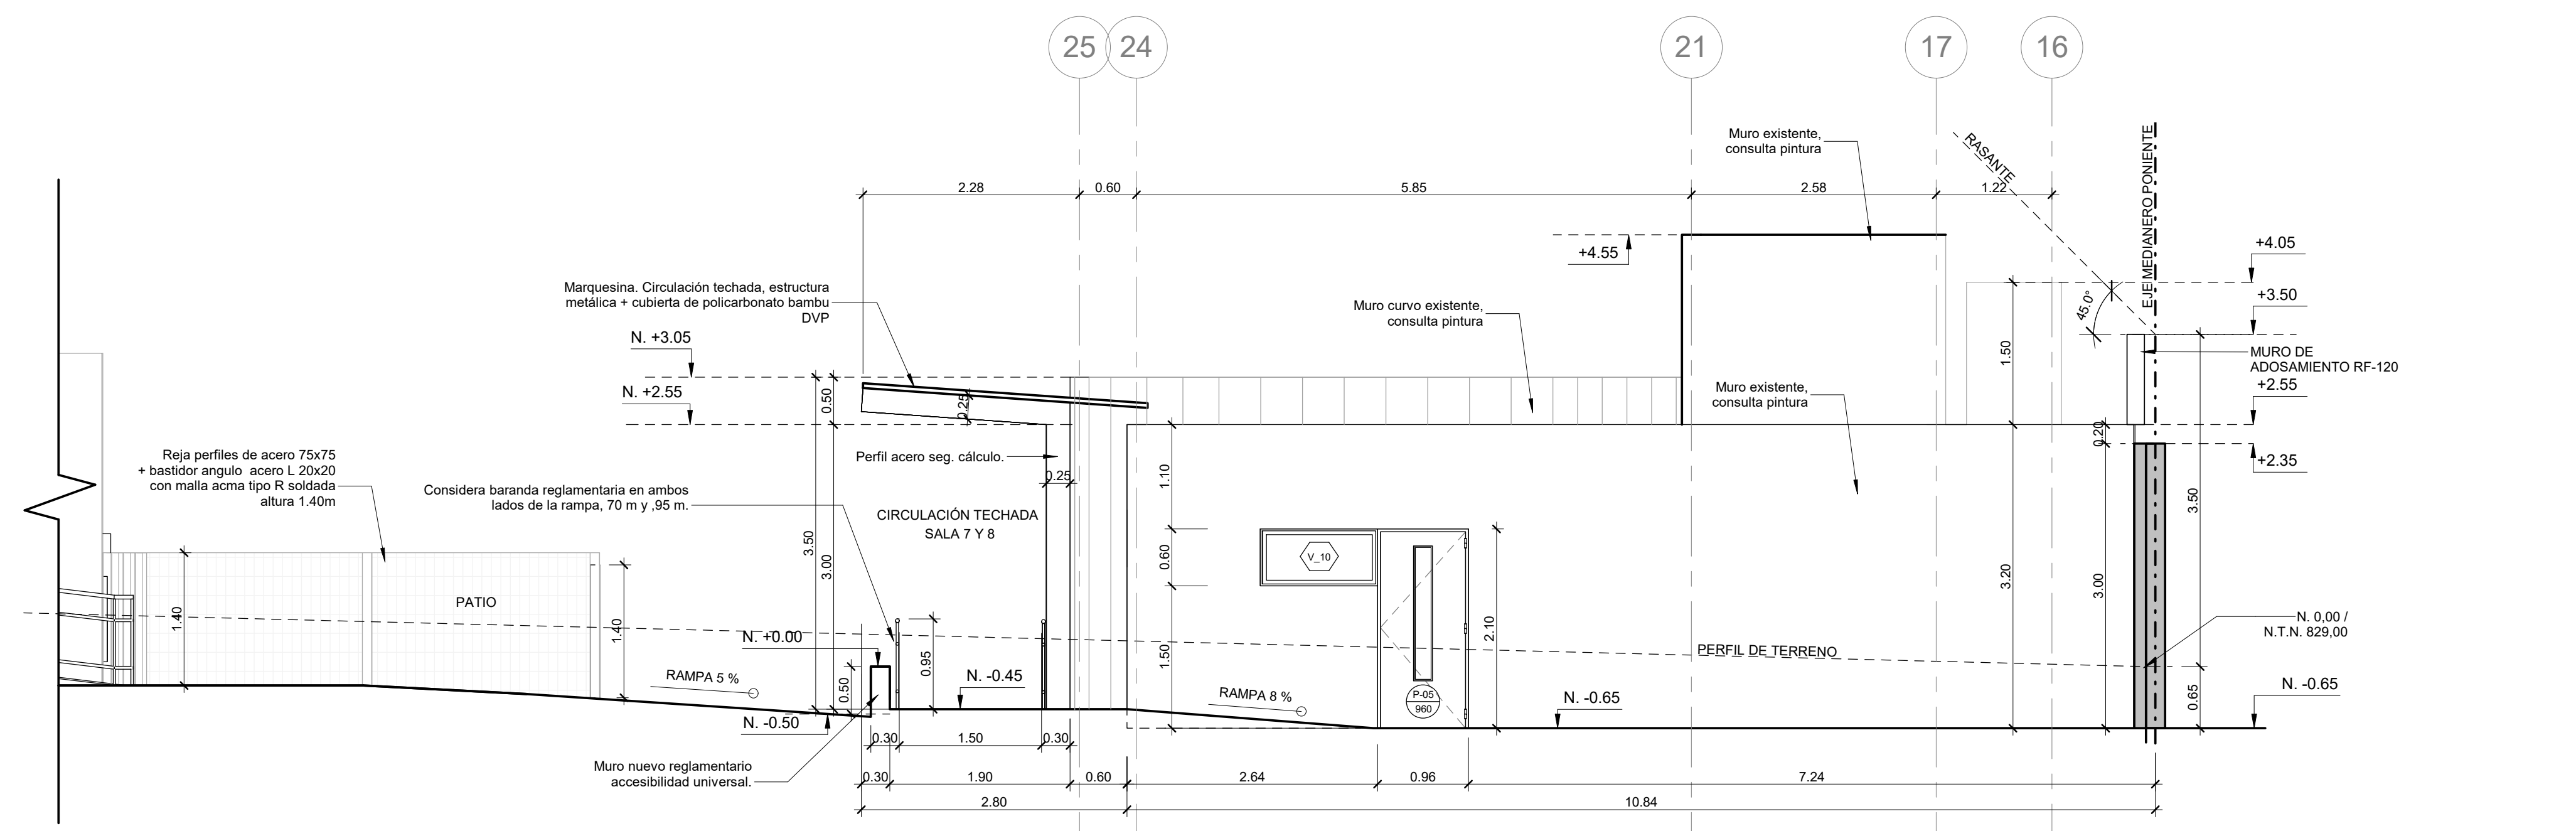 25
24
21
17
16
Muro existente,
consulta pintura
RASANTE
EJE MEDIANERO PONIENTE
2.28
0.60
5.85
2.58
1.22
+4.55
+4.05
+3.50
45.0°
Marquesina. Circulación techada, estructura
metálica + cubierta de policarbonato bambu
DVP
Muro curvo existente,
consulta pintura
1.50
MURO DE
ADOSAMIENTO RF-120
N. +3.05
N. +2.55
0.50
0.25
Muro existente,
consulta pintura
+2.55
0.20
+2.35
Reja perfiles de acero 75x75
+ bastidor angulo acero L 20x20
con malla acma tipo R soldada
altura 1.40m
Perfil acero seg. cálculo.
0.25
1.10
Considera baranda reglamentaria en ambos
lados de la rampa, 70 m y ,95 m.
CIRCULACIÓN TECHADA
SALA 7 Y 8
3.50
3.00
0.60
V_10
3.50
3.20
3.00
PATIO
1.40
1.40
N. +0.00
0.95
1.50
2.10
PERFIL DE TERRENO
N. 0,00 /
N.T.N. 829,00
RAMPA 5 %
0.50
N. -0.45
RAMPA 8 %
P-05
960
N. -0.65
0.65
N. -0.65
N. -0.50
0.30
1.50
0.30
Muro nuevo reglamentario
accesibilidad universal.
0.30
1.90
0.60
2.64
0.96
7.24
2.80
10.84